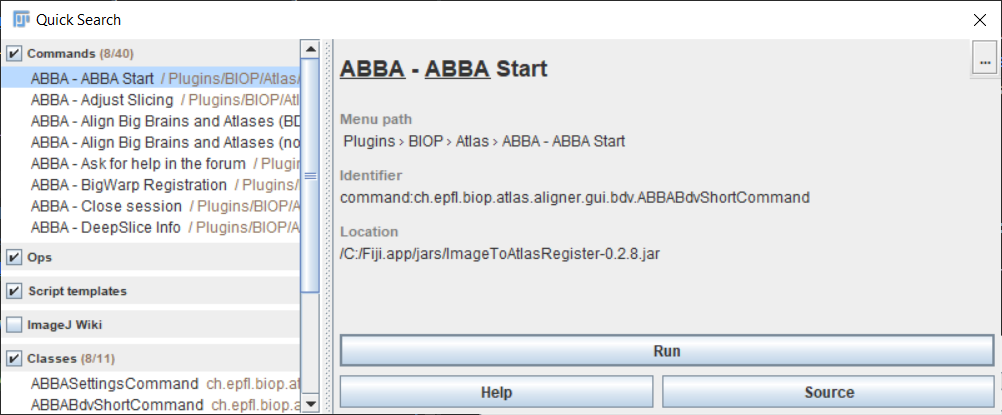 Quick Search
Commands (8/40)
ABBA - ABBA Start / Plugins/BIOP/Atlas/
ABBA - Adjust Slicing / Plugins/BIOP/Atl
ABBA - Align Big Brains and Atlases (BD
ABBA - Align Big Brains and Atlases (no
ABBA - Ask for help in the forum / Plugin
ABBA - BigWarp Registration / Plugins/
ABBA - Close session / Plugins/BIOP/A
ABBA - DeepSlice Info / Plugins/BIOP/A
Ops
Script templates
ImageJ Wiki
Classes (8/11)
ABBASettingsCommand ch.epfl.biop.at
ABBABdvShortCommand ch.epfl.biop.a
ABBA - ABBA Start
...
Menu path
Plugins › BIOP › Atlas › ABBA - ABBA Start
Identifier
command:ch.epfl.biop.atlas.aligner.gui.bdv.ABBABdvShortCommand
Location
/C:/Fiji.app/jars/ImageToAtlasRegister-0.2.8.jar
Run
Help
Source